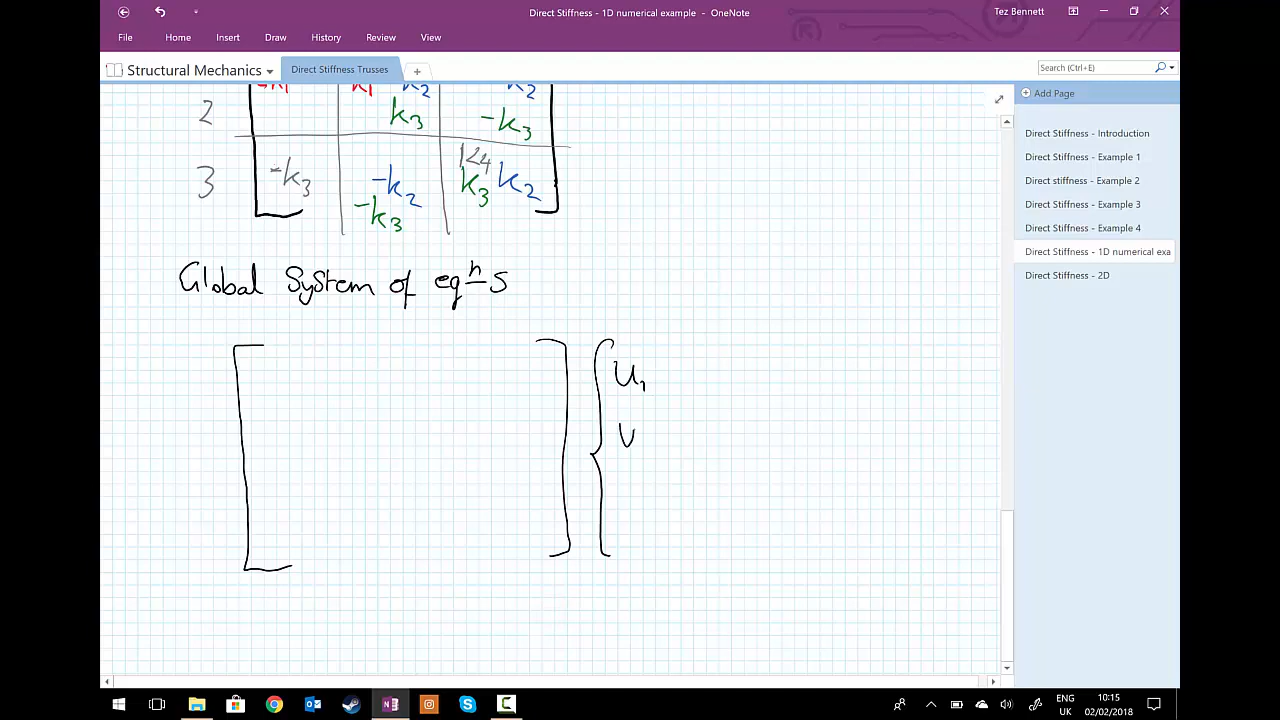 Direct Stiffness - 1D numerical example - OneNote
Tez Bennett
File Home Insert Draw History Review View
Structural Mechanics
Direct Stiffness Trusses
Search (Ctrl+E)
Add Page
Direct Stiffness - Introduction
Direct Stiffness - Example 1
Direct stiffness - Example 2
Direct Stiffness - Example 3
Direct Stiffness - Example 4
Direct Stiffness - 1D numerical exa
Direct Stiffness - 2D
-k1 k1 k2 -k2
2 k3 -k3
k4
3 -k3 -k2 k3 k2
-k3
Global System of eqns
U1
ENG
UK
10:15
02/02/2018